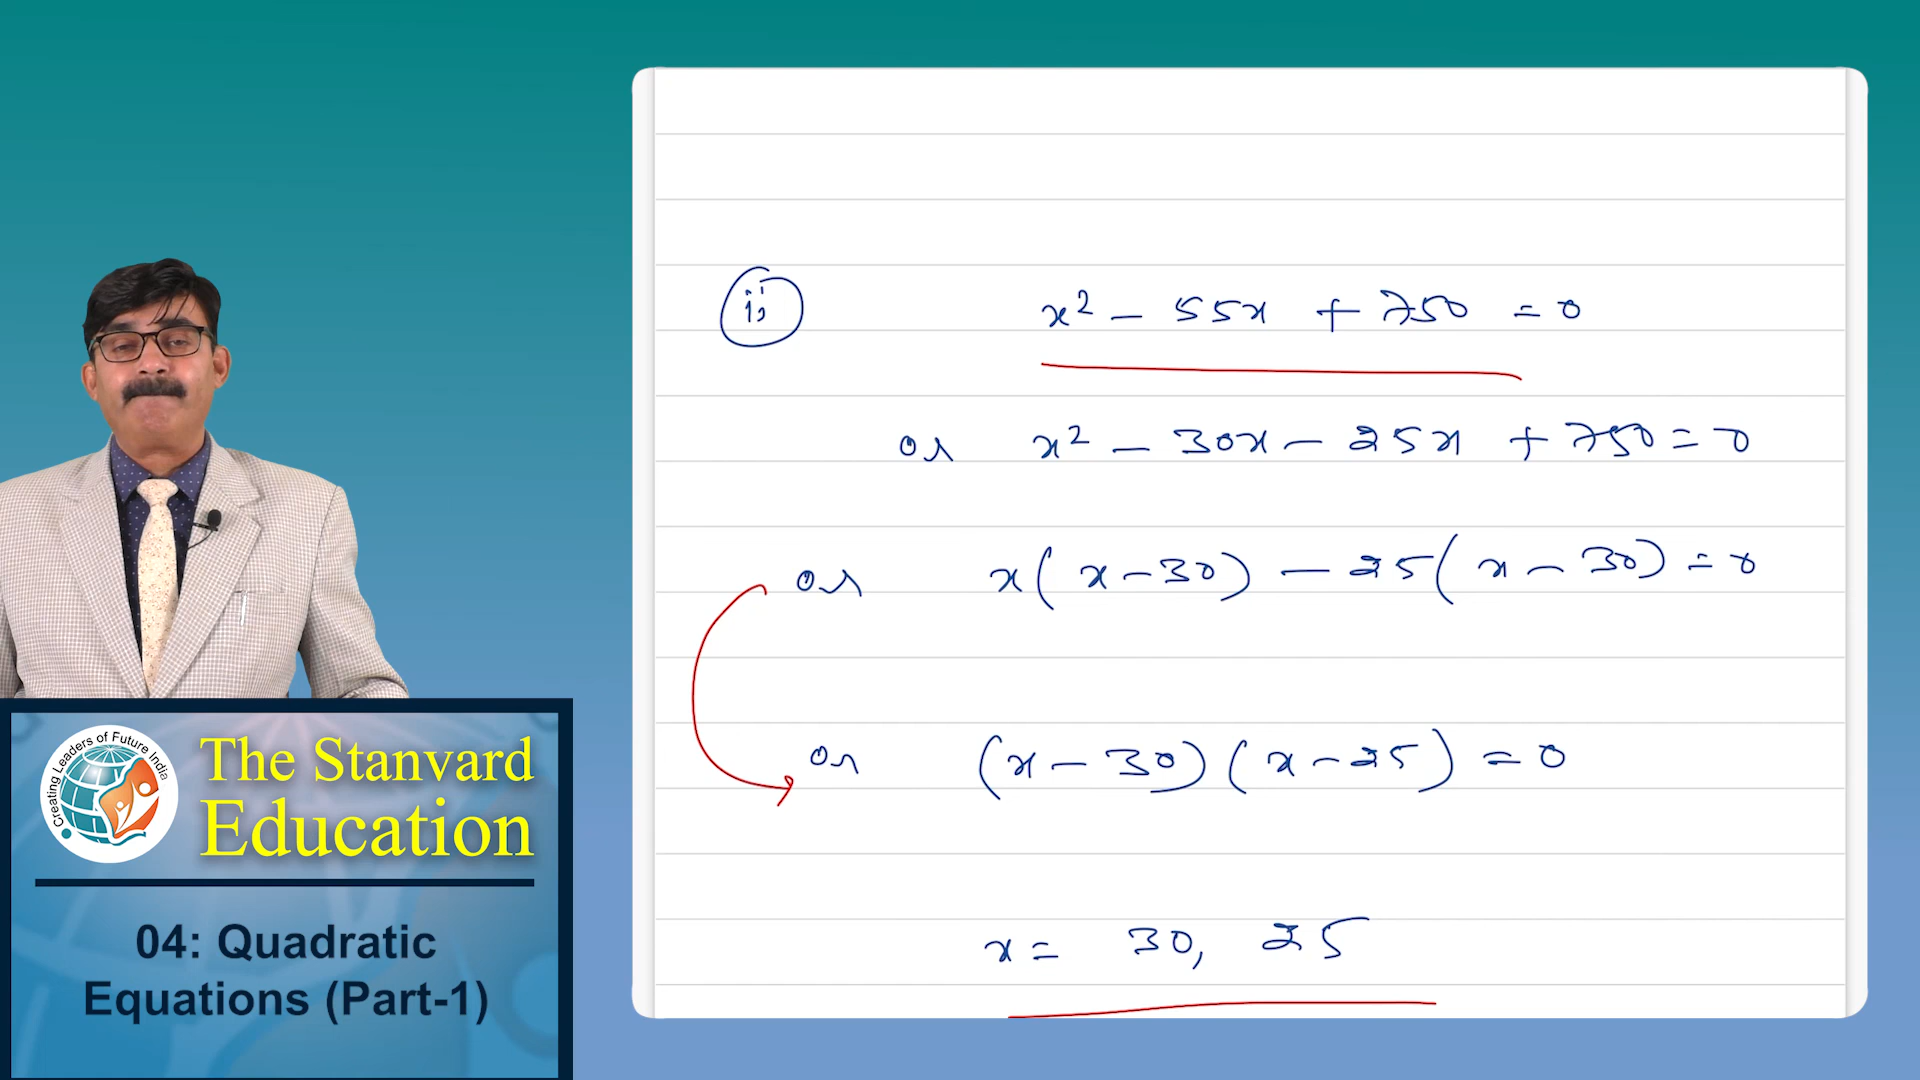 ii
x² − 55x + 750 = 0
or x² − 30x − 25x + 750 = 0
or x(x − 30) − 25(x − 30) = 0
or (x − 30)(x − 25) = 0
x = 30, 25
Creating Leaders of Future India
The Stanvard
Education
04: Quadratic
Equations (Part-1)